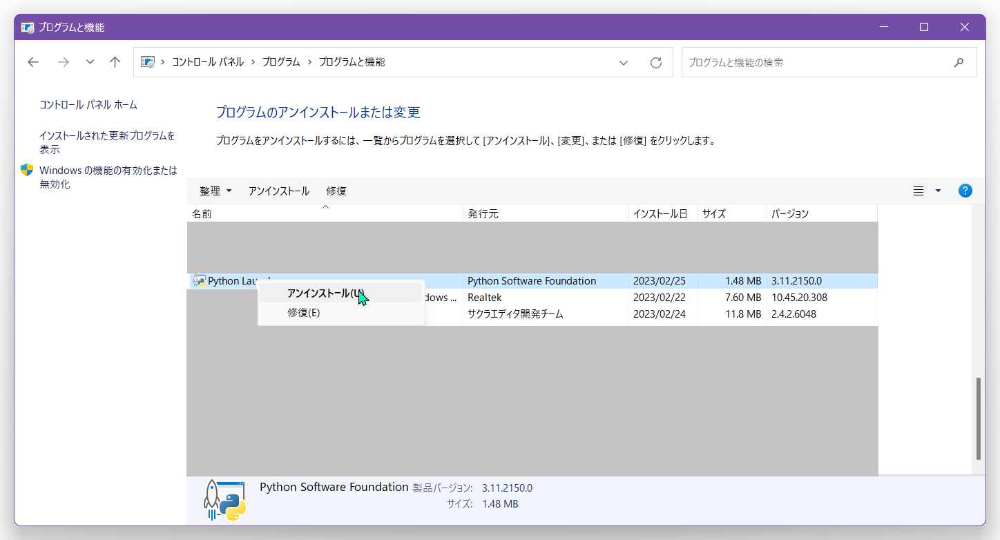 プログラムと機能
コントロール パネル › プログラム › プログラムと機能
プログラムと機能の検索
コントロール パネル ホーム
インストールされた更新プログラムを
表示
Windows の機能の有効化または
無効化
プログラムのアンインストールまたは変更
プログラムをアンインストールするには、一覧からプログラムを選択して [アンインストール]、[変更]、または [修復] をクリックします。
整理 アンインストール 修復
名前 発行元 インストール日 サイズ バージョン
Python Python Software Foundation 2023/02/25 1.48 MB 3.11.2150.0
アンインストール(U)
修復(E)
... Realtek 2023/02/22 7.60 MB 10.45.20.308
サクラエディタ開発チーム 2023/02/24 11.8 MB 2.4.2.6048
Python Software Foundation 製品バージョン: 3.11.2150.0
サイズ: 1.48 MB